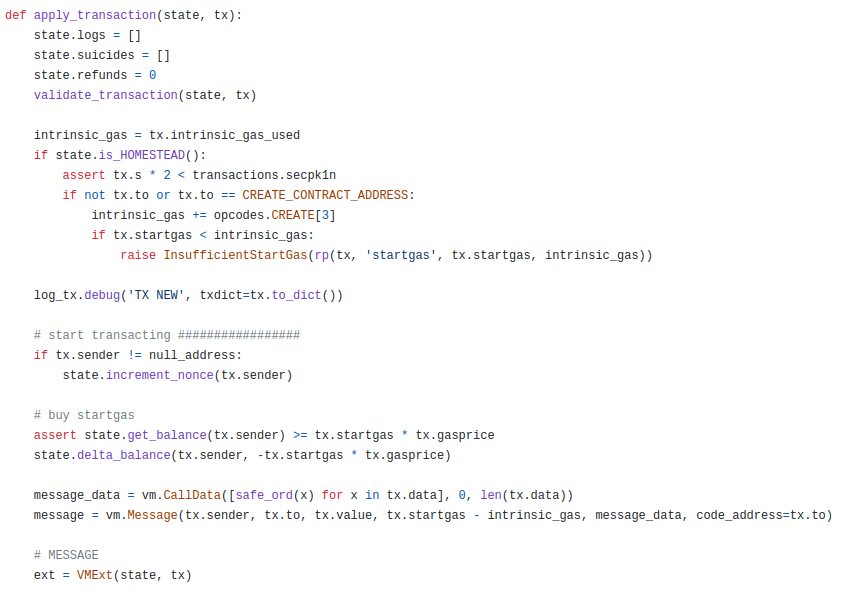 def apply_transaction(state, tx):
    state.logs = []
    state.suicides = []
    state.refunds = 0
    validate_transaction(state, tx)

    intrinsic_gas = tx.intrinsic_gas_used
    if state.is_HOMESTEAD():
        assert tx.s * 2 < transactions.secpk1n
        if not tx.to or tx.to == CREATE_CONTRACT_ADDRESS:
            intrinsic_gas += opcodes.CREATE[3]
            if tx.startgas < intrinsic_gas:
                raise InsufficientStartGas(rp(tx, 'startgas', tx.startgas, intrinsic_gas))

    log_tx.debug('TX NEW', txdict=tx.to_dict())

    # start transacting #################
    if tx.sender != null_address:
        state.increment_nonce(tx.sender)

    # buy startgas
    assert state.get_balance(tx.sender) >= tx.startgas * tx.gasprice
    state.delta_balance(tx.sender, -tx.startgas * tx.gasprice)

    message_data = vm.CallData([safe_ord(x) for x in tx.data], 0, len(tx.data))
    message = vm.Message(tx.sender, tx.to, tx.value, tx.startgas - intrinsic_gas, message_data, code_address=tx.to)

    # MESSAGE
    ext = VMExt(state, tx)